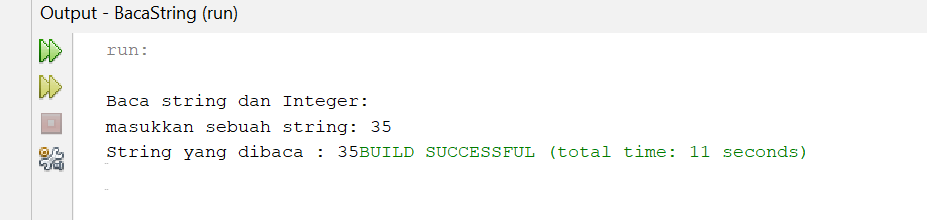 Output - BacaString (run)
run:
Baca string dan Integer:
masukkan sebuah string: 35
String yang dibaca : 35BUILD SUCCESSFUL (total time: 11 seconds)